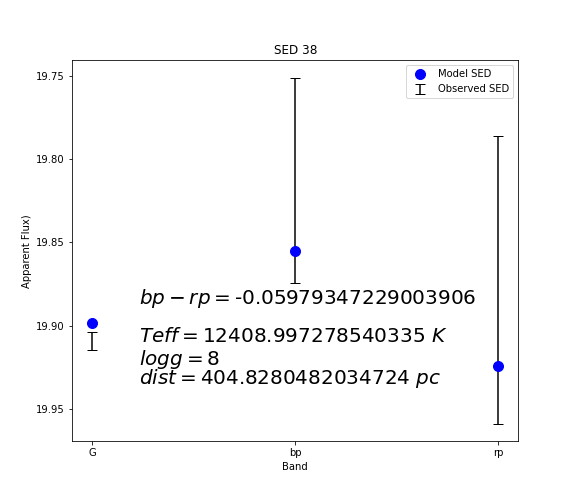 SED 38
Model SED
Observed SED
19.75
19.80
19.85
19.90
19.95
Apparent Flux)
bp − rp = -0.05979347229003906
Teff = 12408.997278540335 K
logg = 8
dist = 404.8280482034724 pc
G bp rp
Band